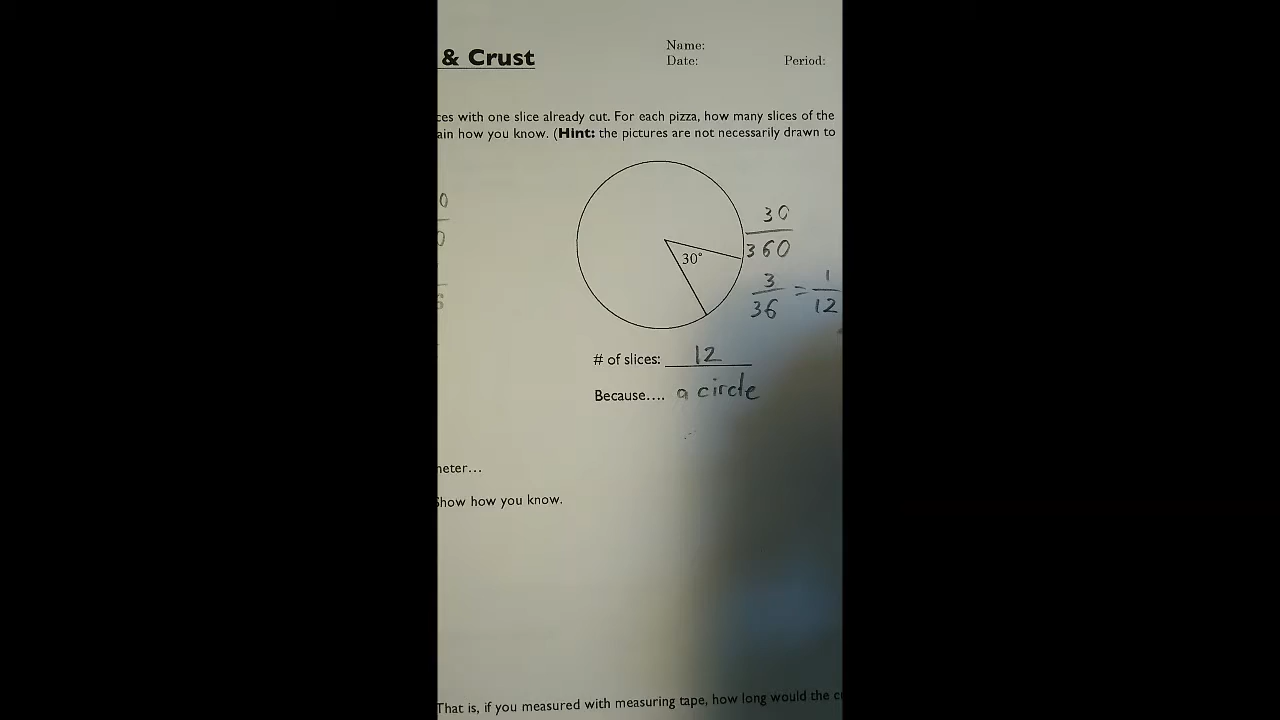 & Crust
Name:
Date:
Period:
ces with one slice already cut. For each pizza, how many slices of the
ain how you know. (Hint: the pictures are not necessarily drawn to
0
0
30
360
30°
3
36
=
1
12
# of slices: 12
Because.... a circle
meter...
Show how you know.
That is, if you measured with measuring tape, how long would the